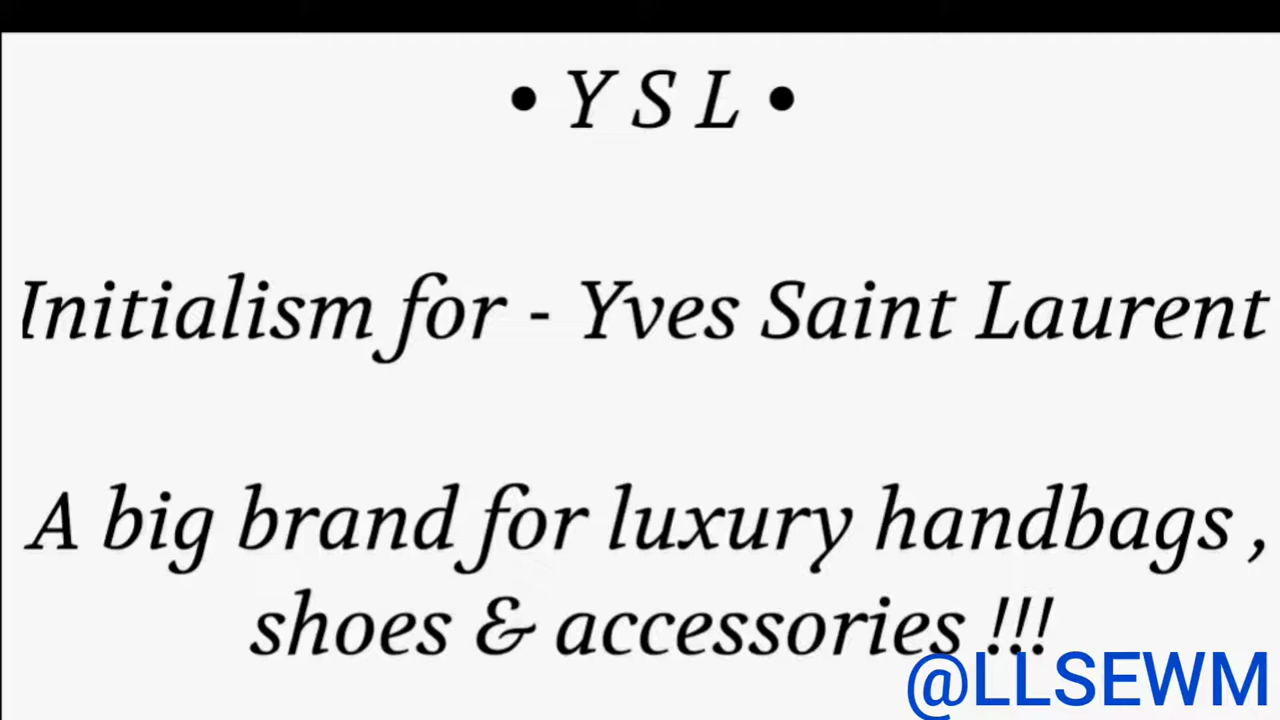 • Y S L •
Initialism for - Yves Saint Laurent
A big brand for luxury handbags ,
shoes & accessories !!!
@LLSEWM